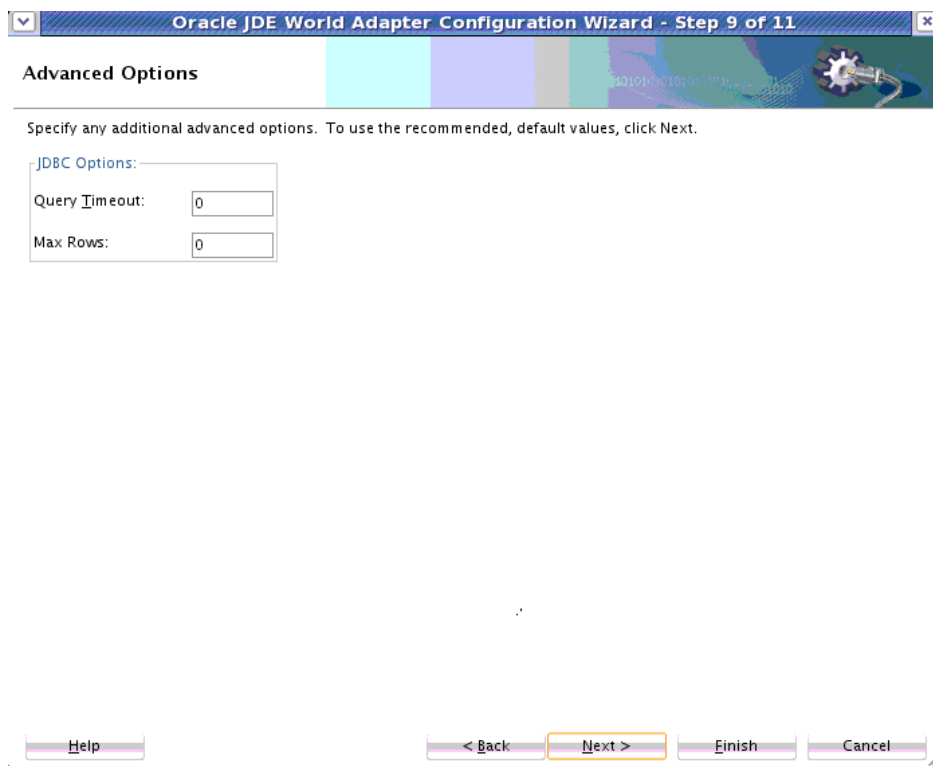 Oracle JDE World Adapter Configuration Wizard - Step 9 of 11
Advanced Options
Specify any additional advanced options. To use the recommended, default values, click Next.
JDBC Options:
Query Timeout: 0
Max Rows: 0
Help < Back Next > Finish Cancel